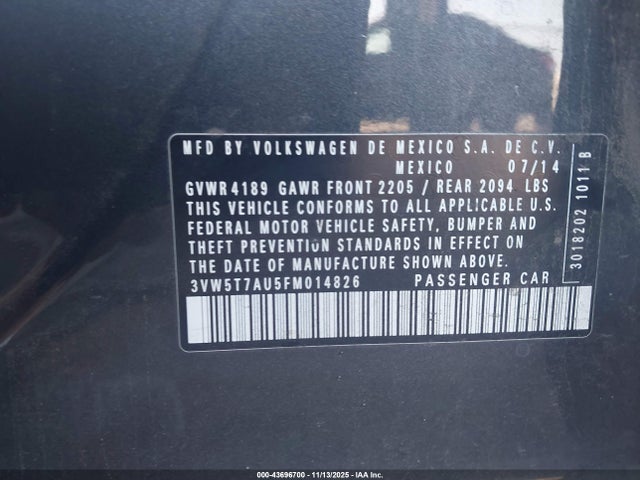 MFD BY VOLKSWAGEN DE MEXICO S.A. DE C.V.
MEXICO 07/14
GVWR 4189 GAWR FRONT 2205 / REAR 2094 LBS
THIS VEHICLE CONFORMS TO ALL APPLICABLE U.S.
FEDERAL MOTOR VEHICLE SAFETY, BUMPER AND
THEFT PREVENTION STANDARDS IN EFFECT ON
THE DATE OF MANUFACTURE SHOWN ABOVE.
3VW5T7AU5FM014826 PASSENGER CAR
3018202 1011 B
000-43696700 - 11/13/2025 - IAA Inc.